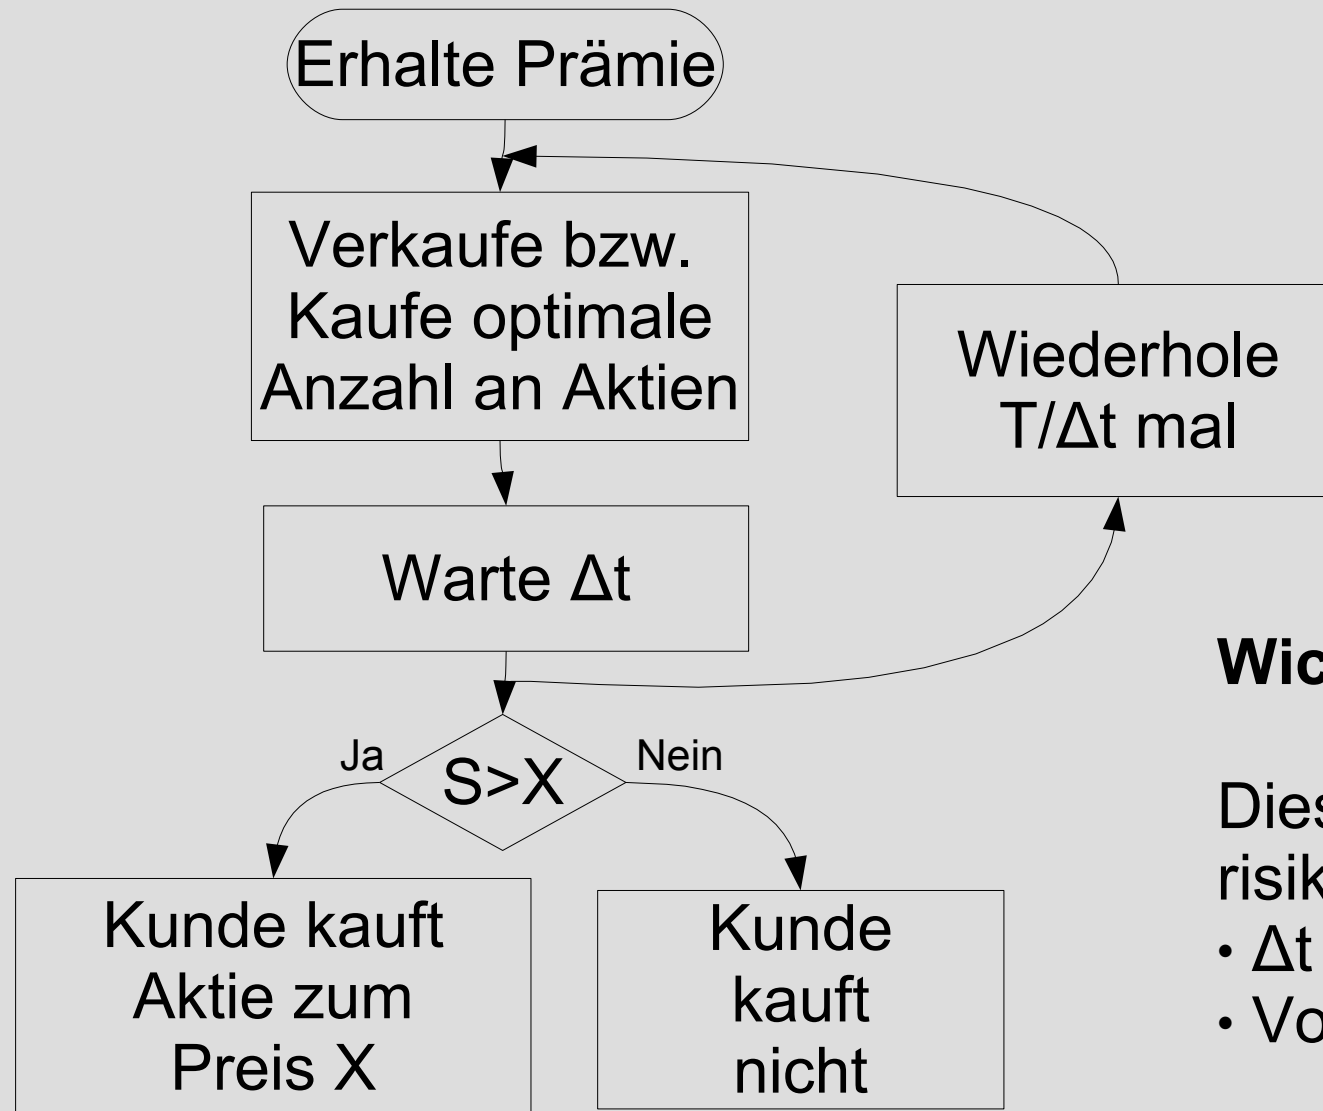 Erhalte Prämie
Verkaufe bzw.
Kaufe optimale
Anzahl an Aktien
Wiederhole
T/Δt mal
Warte Δt
Ja
S>X
Nein
Kunde kauft
Aktie zum
Preis X
Kunde
kauft
nicht
• Δt